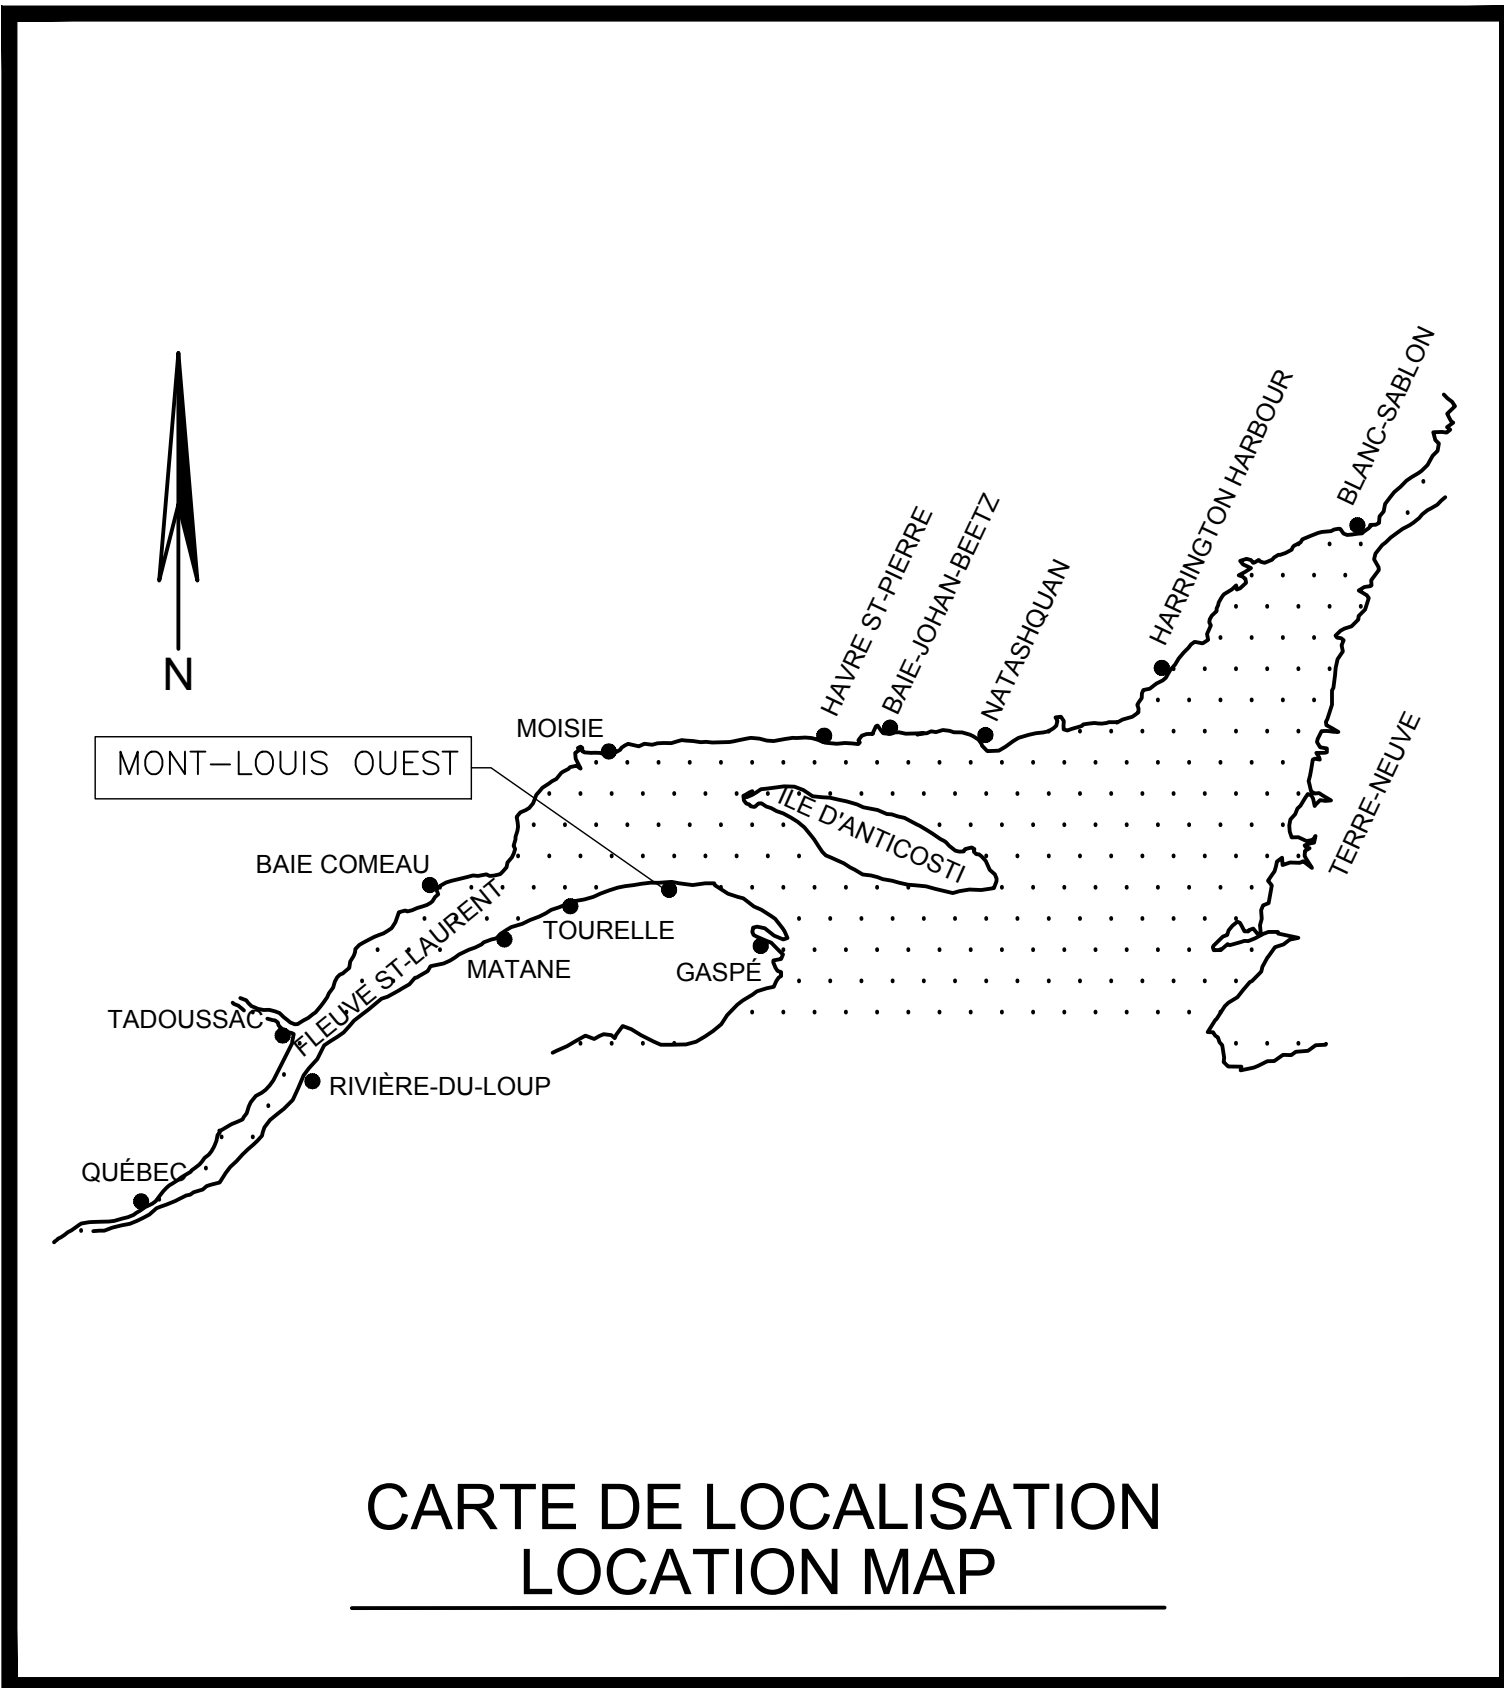 BLANC-SABLON
HARRINGTON HARBOUR
BAIE-JOHAN-BEETZ
HAVRE ST-PIERRE
NATASHQUAN
N
MOISIE
TERRE-NEUVE
MONT-LOUIS OUEST
ILE D'ANTICOSTI
BAIE COMEAU
FLEUVE ST-LAURENT
TOURELLE
MATANE
GASPÉ
TADOUSSAC
RIVIÈRE-DU-LOUP
QUÉBEC
CARTE DE LOCALISATION
LOCATION MAP